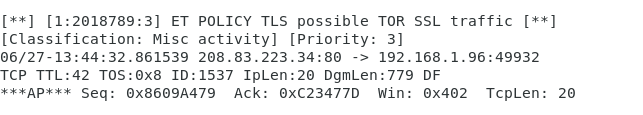 [**] [1:2018789:3] ET POLICY TLS possible TOR SSL traffic [**]
[Classification: Misc activity] [Priority: 3]
06/27-13:44:32.861539 208.83.223.34:80 -> 192.168.1.96:49932
TCP TTL:42 TOS:0x8 ID:1537 IpLen:20 DgmLen:779 DF
***AP*** Seq: 0x8609A479  Ack: 0xC23477D  Win: 0x402  TcpLen: 20